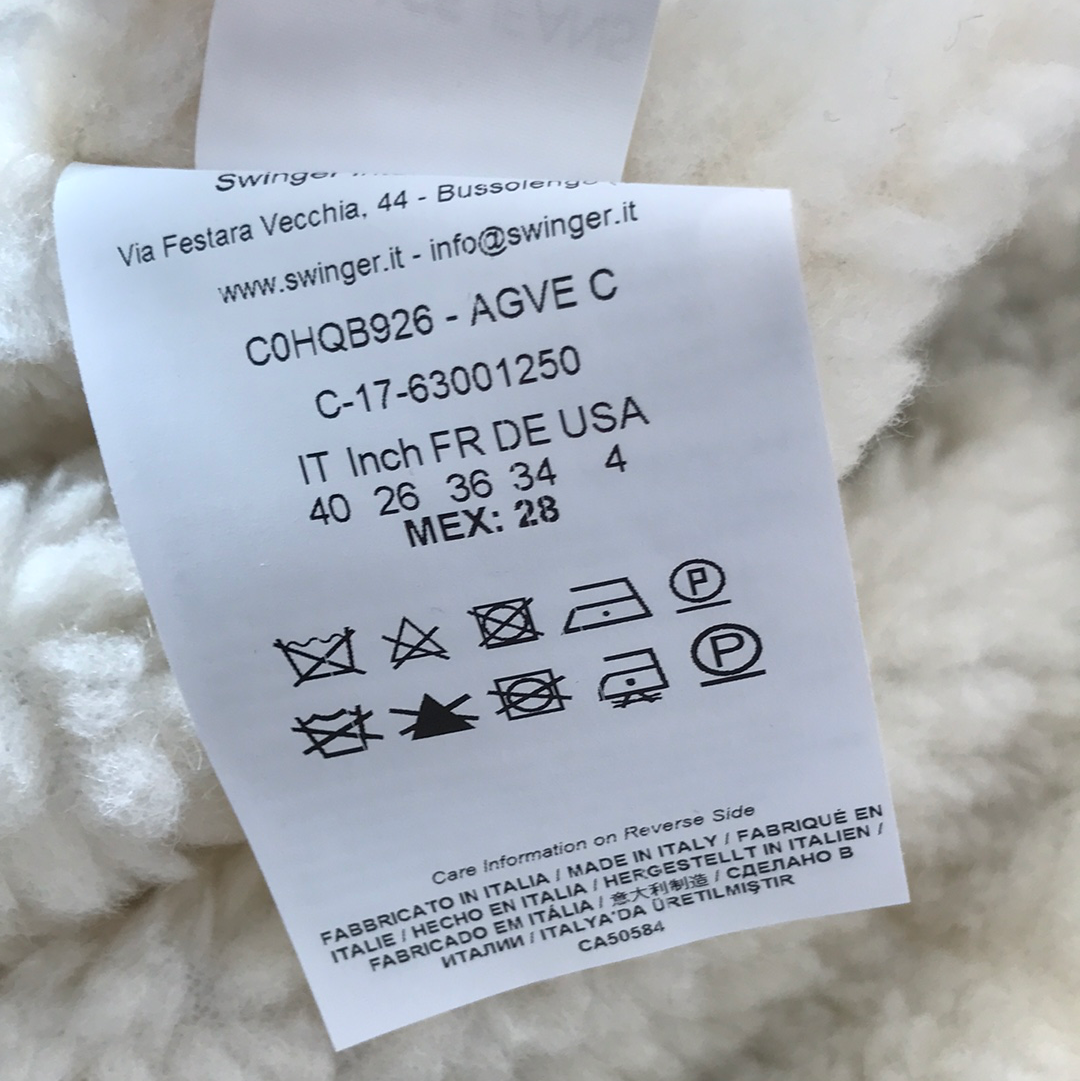 Swinger
Via Festara Vecchia, 44 - Bussolengo
www.swinger.it - info@swinger.it
C0HQB926 - AGVE C
C-17-63001250
IT Inch FR DE USA
40 26 36 34 4
MEX: 28
P
P
Care Information on Reverse Side
FABBRICATO IN ITALIA / MADE IN ITALY / FABRIQUÉ EN
ITALIE / HECHO EN ITALIA / HERGESTELLT IN ITALIEN /
FABRICADO EM ITÁLIA / 意大利制造 / СДЕЛАНО В
ИТАЛИИ / ITALYA'DA ÜRETILMIŞTIR
CA50584